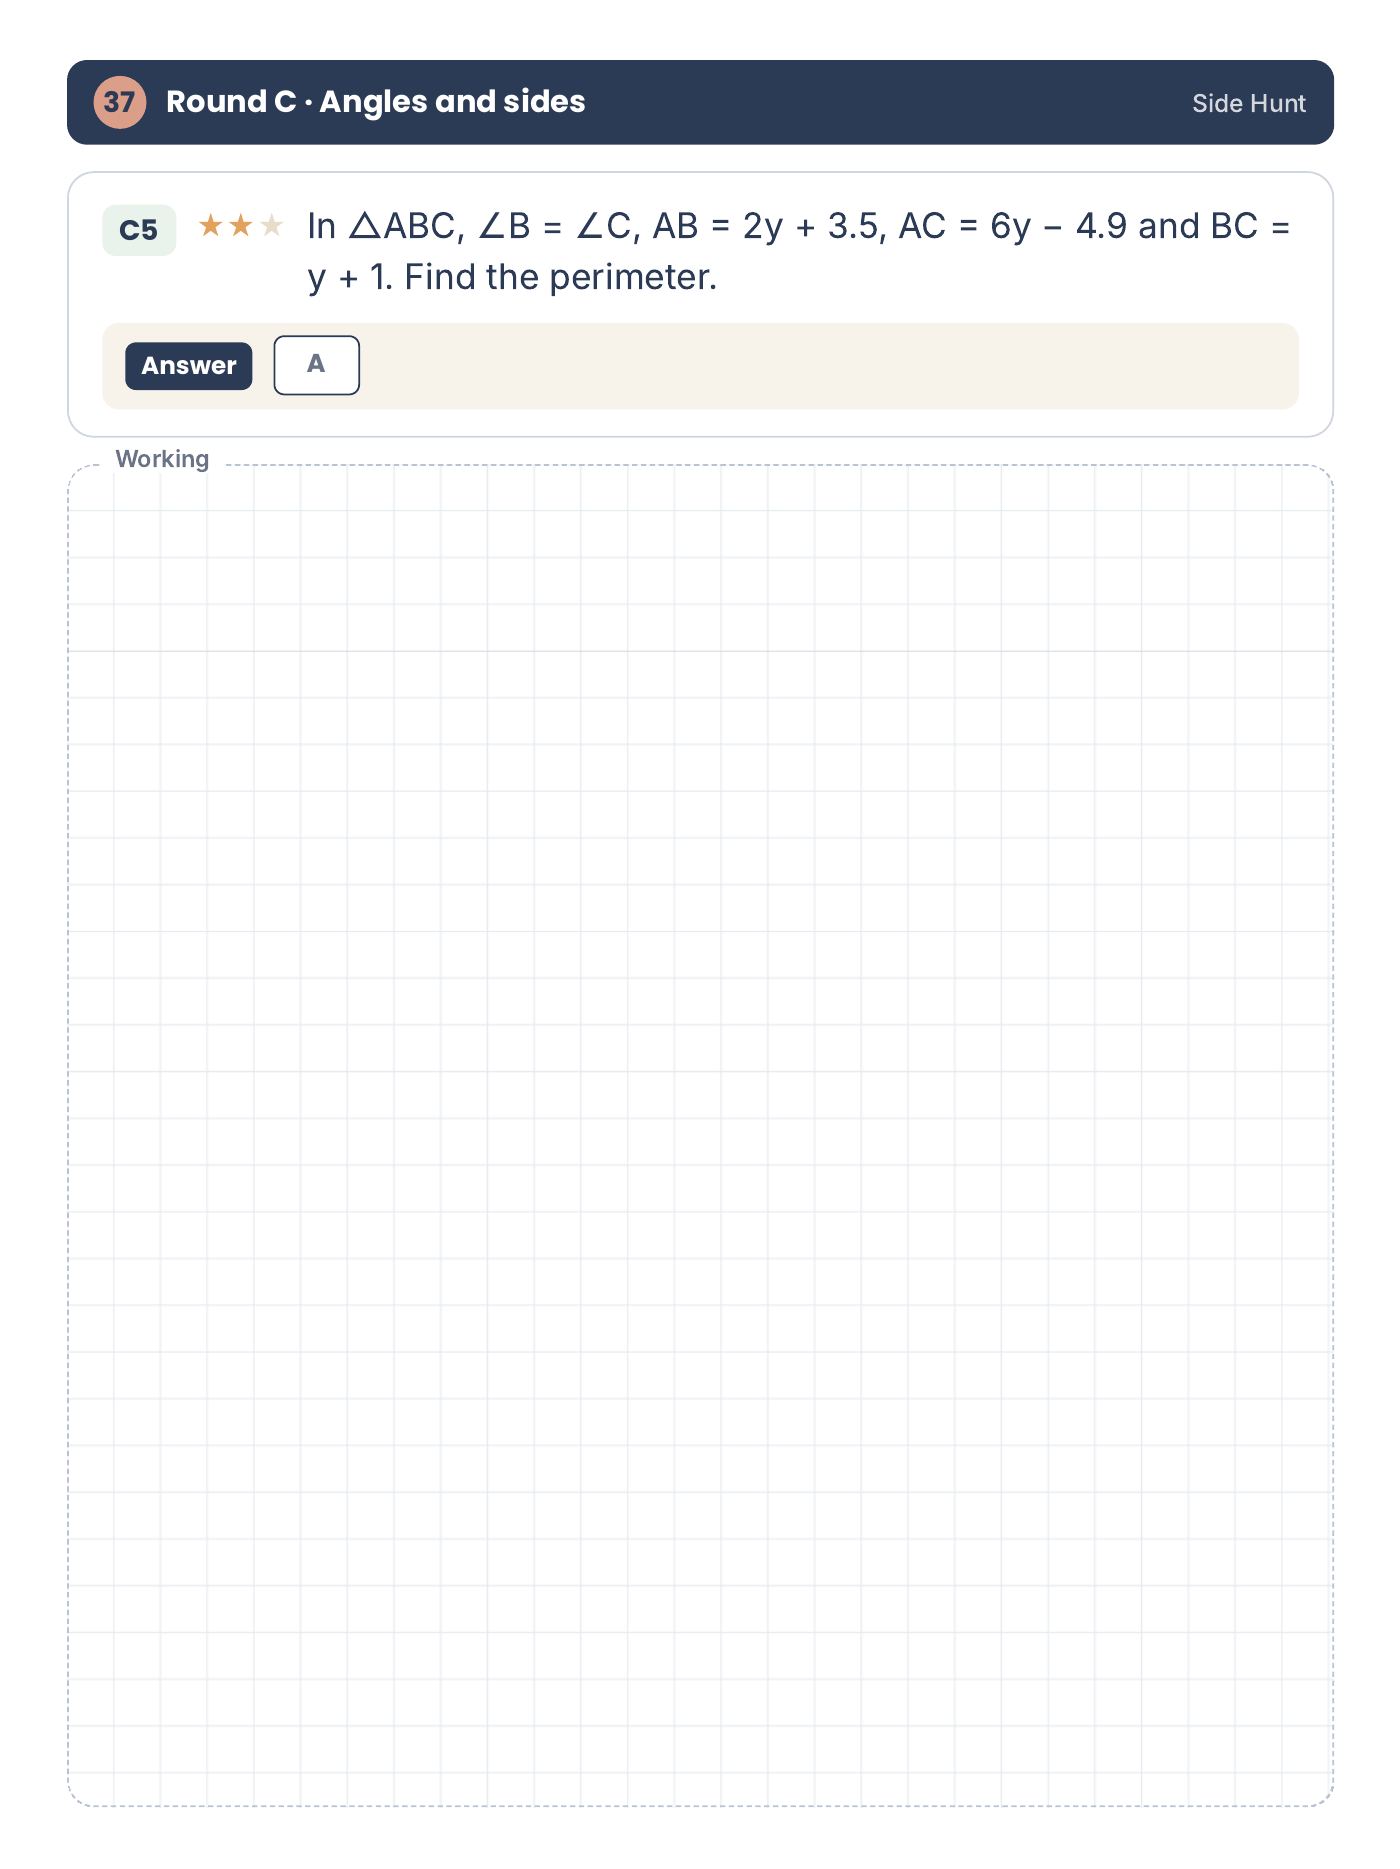 37 Round C · Angles and sides Side Hunt
C5 ★★★ In △ABC, ∠B = ∠C, AB = 2y + 3.5, AC = 6y − 4.9 and BC =
y + 1. Find the perimeter.
Answer A
Working